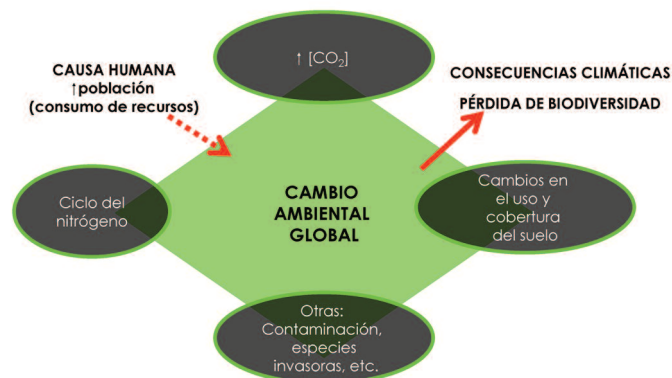 ↑ [CO₂]
CAUSA HUMANA
↑población
(consumo de recursos)
CONSECUENCIAS CLIMÁTICAS
PÉRDIDA DE BIODIVERSIDAD
Ciclo del
nitrógeno
CAMBIO
AMBIENTAL
GLOBAL
Cambios en
el uso y
cobertura
del suelo
Otras:
Contaminación,
especies
invasoras, etc.